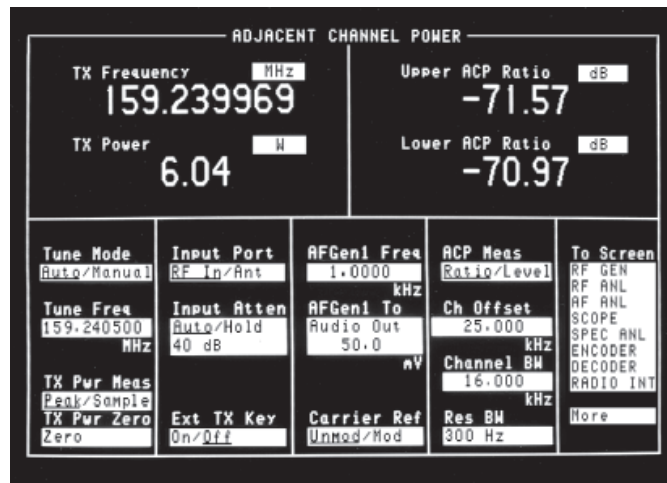 ADJACENT CHANNEL POWER
TX Frequency MHz
159.239969
TX Power W
6.04
Upper ACP Ratio dB
-71.57
Lower ACP Ratio dB
-70.97
Tune Mode
Auto/Manual
Tune Freq
159.240500
MHz
TX Pwr Meas
Peak/Sample
TX Pwr Zero
Zero
Input Port
RF In/Ant
Input Atten
Auto/Hold
40 dB
Ext TX Key
On/Off
AFGen1 Freq
1.0000
kHz
AFGen1 To
Audio Out
50.0
mV
Carrier Ref
Unmod/Mod
ACP Meas
Ratio/Level
Ch Offset
25.000
kHz
Channel BW
16.000
kHz
Res BW
300 Hz
To Screen
RF GEN
RF ANL
AF ANL
SCOPE
SPEC ANL
ENCODER
DECODER
RADIO INT
More